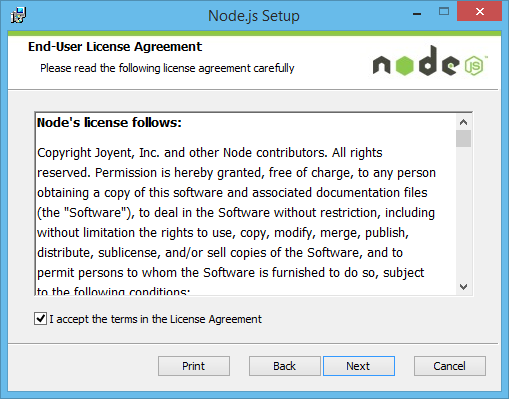 Node.js Setup
End-User License Agreement
Please read the following license agreement carefully
node
JS
Node's license follows:
Copyright Joyent, Inc. and other Node contributors. All rights
reserved. Permission is hereby granted, free of charge, to any person
obtaining a copy of this software and associated documentation files
(the "Software"), to deal in the Software without restriction, including
without limitation the rights to use, copy, modify, merge, publish,
distribute, sublicense, and/or sell copies of the Software, and to
permit persons to whom the Software is furnished to do so, subject
to the following conditions:
I accept the terms in the License Agreement
Print
Back
Next
Cancel